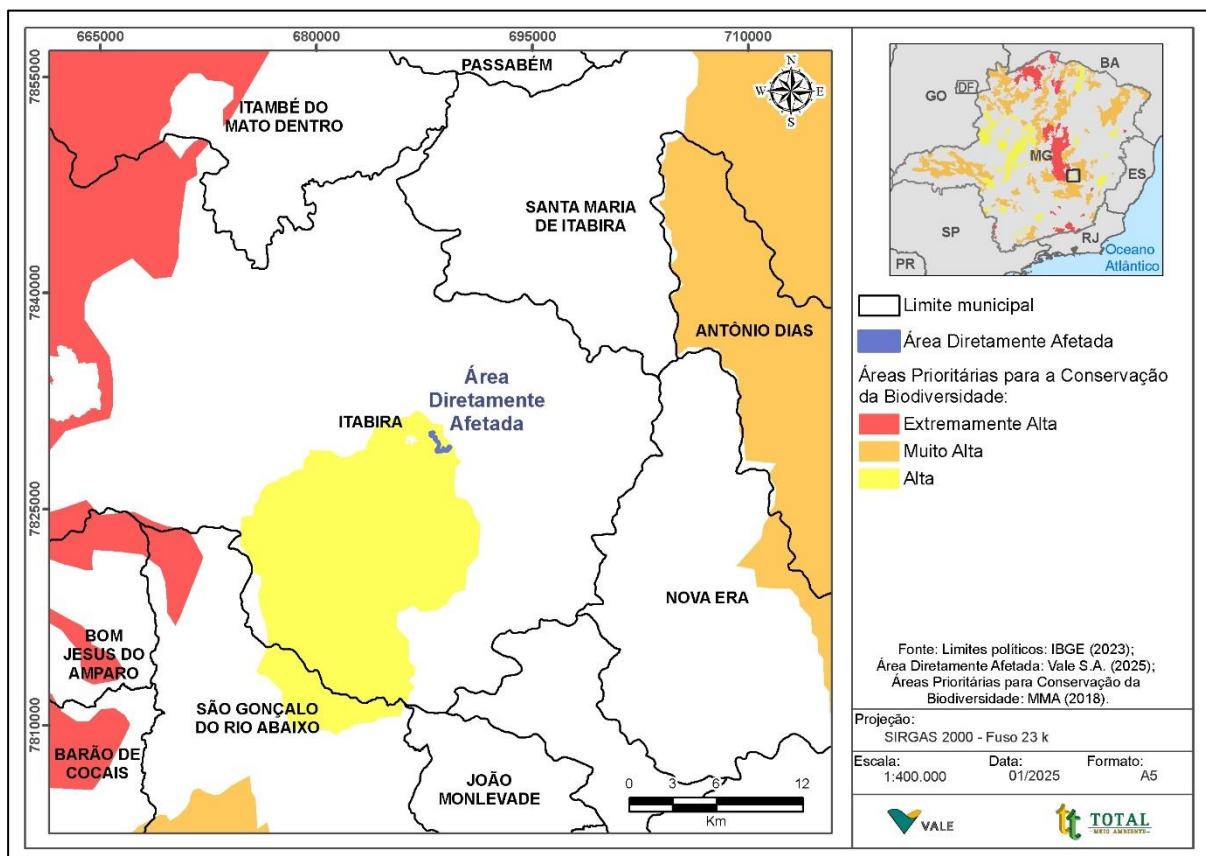 665000
680000
695000
710000
7855000
7840000
7825000
7810000
PASSABÉM
N
W
E
S
ITAMBÉ DO
MATO DENTRO
SANTA MARIA
DE ITABIRA
ANTÔNIO DIAS
Área
Diretamente
Afetada
ITABIRA
NOVA ERA
BOM
JESUS DO
AMPARO
SÃO GONÇALO
DO RIO ABAIXO
BARÃO DE
COCAIS
JOÃO
MONLEVADE
0
3
6
12
Km
BA
GO
DF
MG
ES
SP
RJ
PR
Oceano
Atlântico
Limite municipal
Área Diretamente Afetada
Áreas Prioritárias para a Conservação
da Biodiversidade:
Extremamente Alta
Muito Alta
Alta
Fonte: Limites políticos: IBGE (2023);
Área Diretamente Afetada: Vale S.A. (2025);
Áreas Prioritárias para Conservação da
Biodiversidade: MMA (2018).
Projeção:
SIRGAS 2000 - Fuso 23 k
Escala:
1:400.000
Data:
01/2025
Formato:
A5
VALE
TOTAL
MEIO AMBIENTE